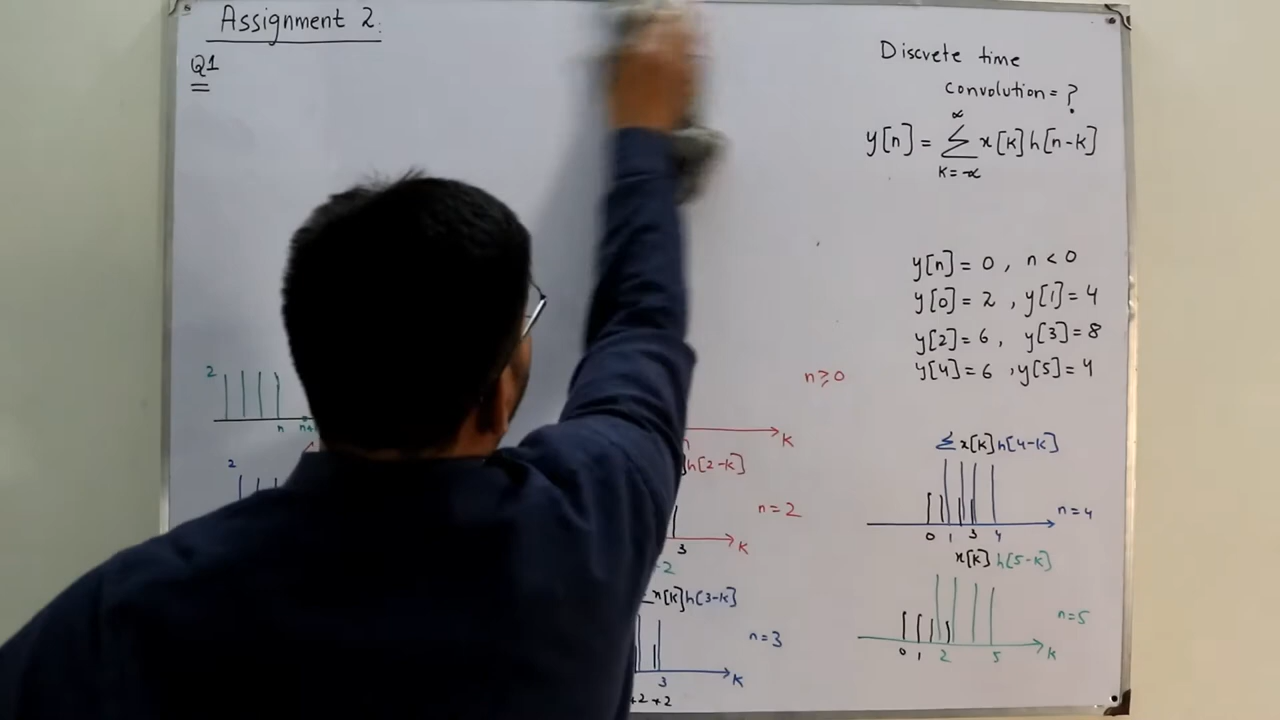 Assignment 2:
Q1
Discrete time
convolution = ?
y[n] = ∑ x[k] h[n-k]
∞
k = -∞
y[n] = 0 , n < 0
y[0] = 2 , y[1] = 4
y[2] = 6 , y[3] = 8
y[4] = 6 , y[5] = 4
2
n
n≥0
K
2
h[2-k]
n = 2
3
K
2
x[k] h[3-k]
n = 3
3
K
+2 +2
∑ x[k] h[4-k]
n = 4
0 1 3 4
x[k] h[5-k]
n = 5
0 1 2 5
K